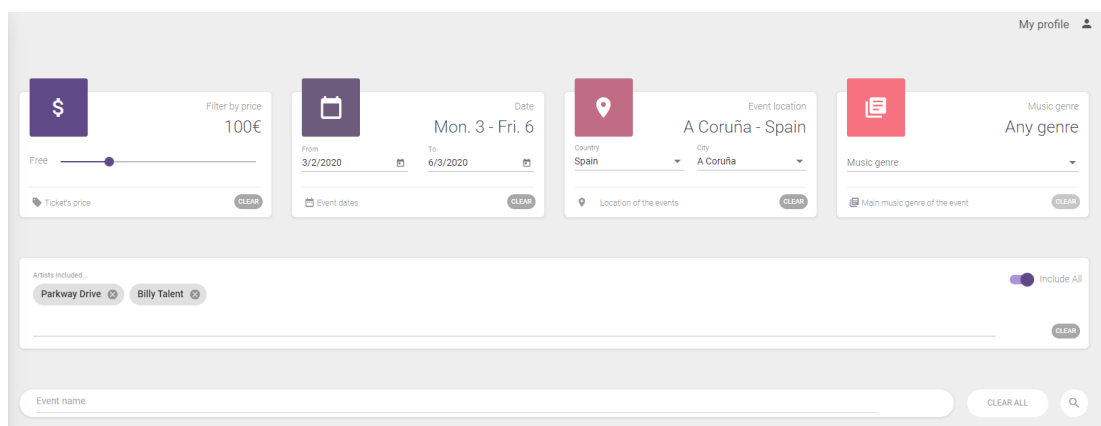 My profile
$
Filter by price
100€
Free
Ticket's price
CLEAR
Date
Mon. 3 - Fri. 6
From
To
3/2/2020
6/3/2020
Event dates
CLEAR
Event location
A Coruña - Spain
Country
City
Spain
A Coruña
Location of the events
CLEAR
Music genre
Any genre
Music genre
Main music genre of the event
CLEAR
Artists included...
Include All
Parkway Drive
Billy Talent
CLEAR
Event name
CLEAR ALL